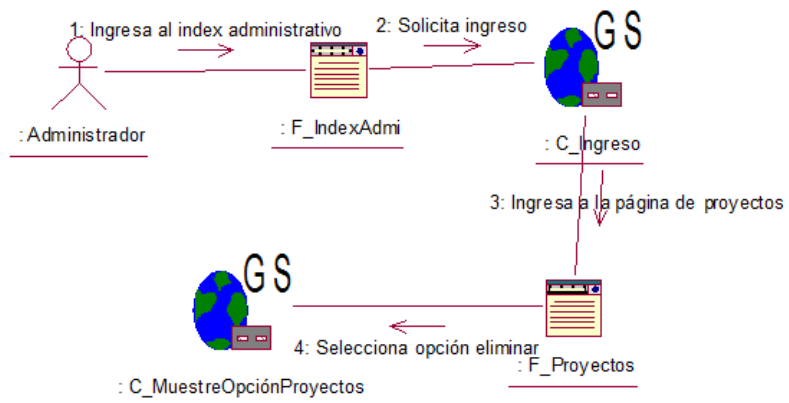 1: Ingresa al index administrativo
2: Solicita ingreso
GS
: Administrador
: F_IndexAdmi
: C_Ingreso
3: Ingresa a la página de proyectos
GS
4: Selecciona opción eliminar
: F_Proyectos
: C_MuestreOpciónProyectos